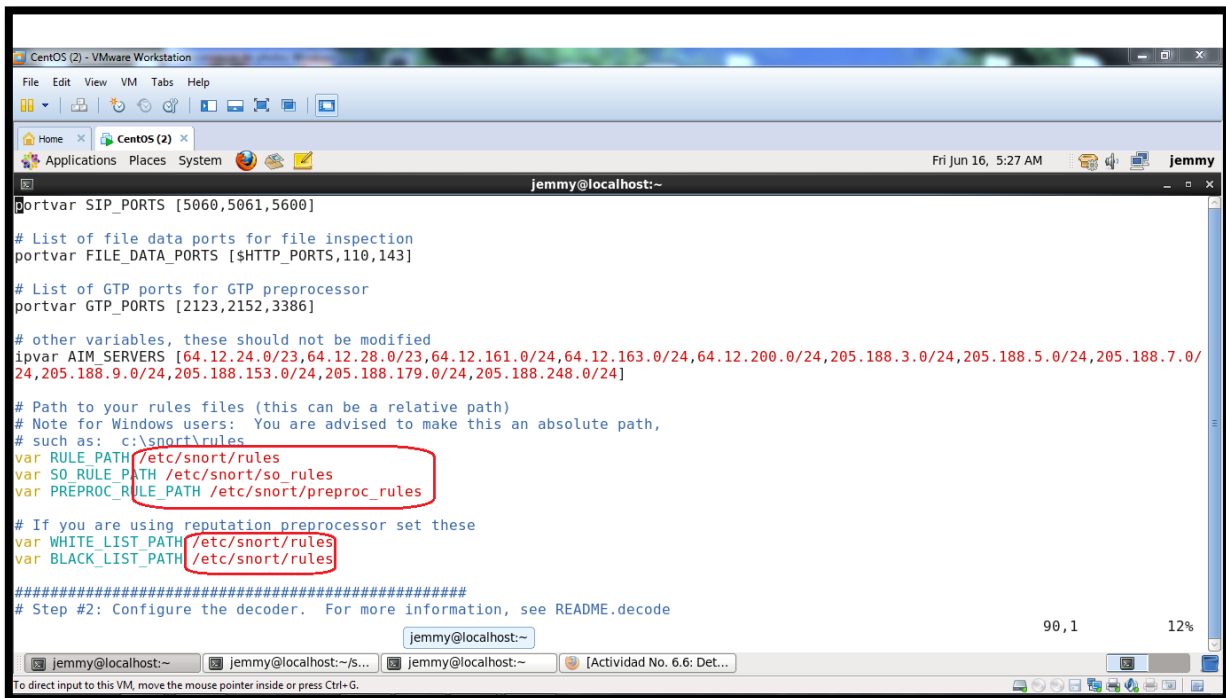 CentOS (2) - VMware Workstation
File Edit View VM Tabs Help
Home CentOS (2)
Applications Places System Fri Jun 16, 5:27 AM jemmy
jemmy@localhost:~
portvar SIP_PORTS [5060,5061,5600]
# List of file data ports for file inspection
portvar FILE_DATA_PORTS [$HTTP_PORTS,110,143]
# List of GTP ports for GTP preprocessor
portvar GTP_PORTS [2123,2152,3386]
# other variables, these should not be modified
ipvar AIM_SERVERS [64.12.24.0/23,64.12.28.0/23,64.12.161.0/24,64.12.163.0/24,64.12.200.0/24,205.188.3.0/24,205.188.5.0/24,205.188.7.0/
24,205.188.9.0/24,205.188.153.0/24,205.188.179.0/24,205.188.248.0/24]
# Path to your rules files (this can be a relative path)
# Note for Windows users:  You are advised to make this an absolute path,
# such as:  c:\snort\rules
var RULE_PATH /etc/snort/rules
var SO_RULE_PATH /etc/snort/so_rules
var PREPROC_RULE_PATH /etc/snort/preproc_rules
# If you are using reputation preprocessor set these
var WHITE_LIST_PATH /etc/snort/rules
var BLACK_LIST_PATH /etc/snort/rules
###################################################
# Step #2: Configure the decoder.  For more information, see README.decode
90,1 12%
jemmy@localhost:~
jemmy@localhost:~ jemmy@localhost:~/s... jemmy@localhost:~ [Actividad No. 6.6: Det...
To direct input to this VM, move the mouse pointer inside or press Ctrl+G.